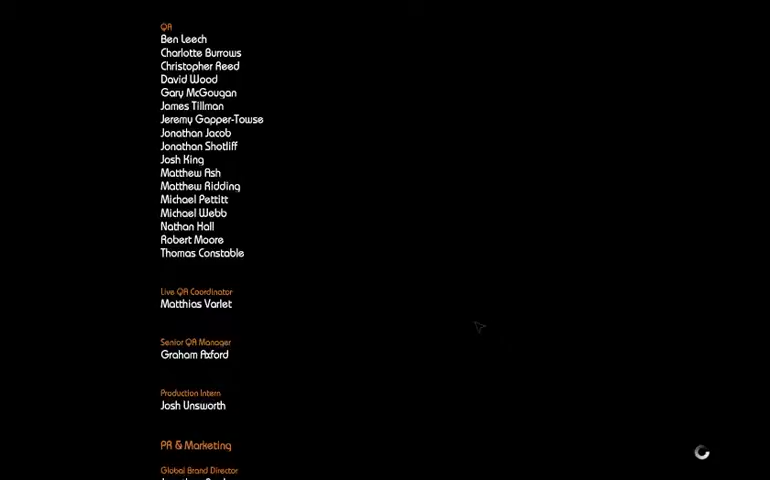 QA
Ben Leech
Charlotte Burrows
Christopher Reed
David Wood
Gary McGougan
James Tillman
Jeremy Gapper-Towse
Jonathan Jacob
Jonathan Shotliff
Josh King
Matthew Ash
Matthew Ridding
Michael Pettitt
Michael Webb
Nathan Hall
Robert Moore
Thomas Constable
Live QA Coordinator
Matthias Varlet
Senior QA Manager
Graham Axford
Production Intern
Josh Unsworth
PR & Marketing
Global Brand Director